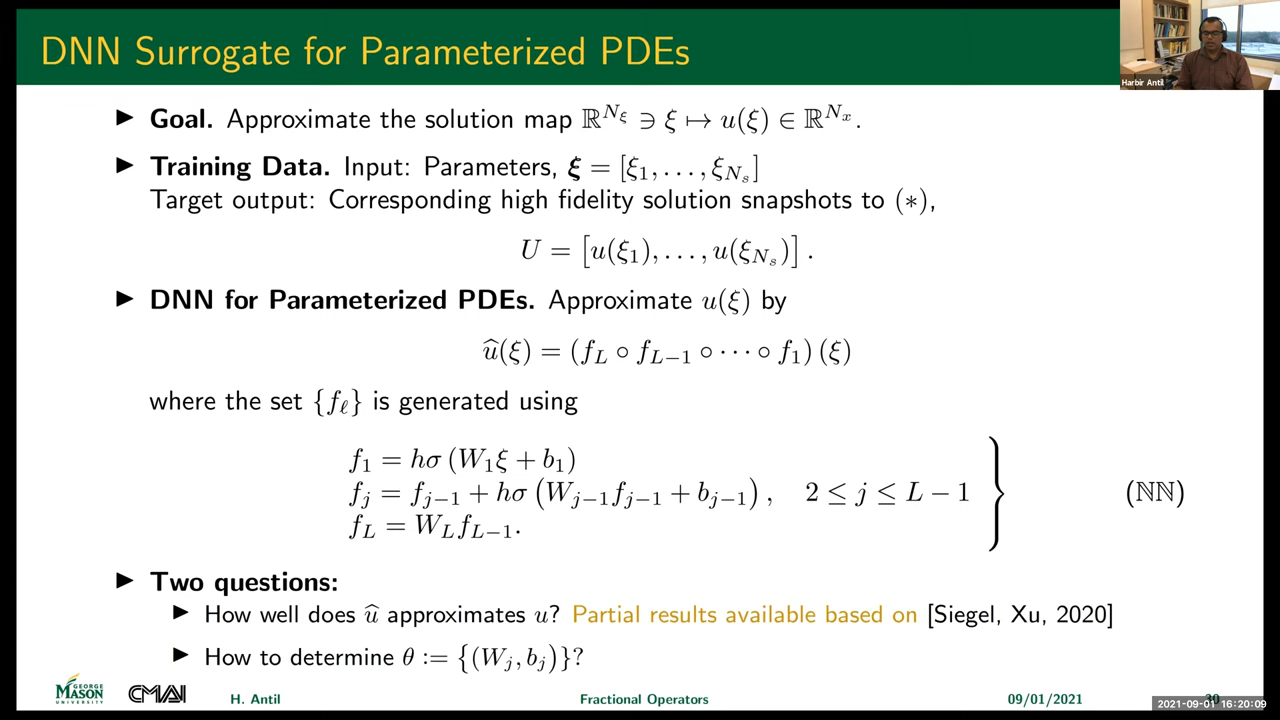 DNN Surrogate for Parameterized PDEs
Harbir Antil
▶ Goal. Approximate the solution map ℝ^{N_ξ} ∋ ξ ↦ u(ξ) ∈ ℝ^{N_x}.
▶ Training Data. Input: Parameters, ξ = [ξ_1, . . . , ξ_{N_s}]
Target output: Corresponding high fidelity solution snapshots to (∗),
U = [u(ξ_1), . . . , u(ξ_{N_s})] .
▶ DNN for Parameterized PDEs. Approximate u(ξ) by
û(ξ) = (f_L ∘ f_{L−1} ∘ · · · ∘ f_1) (ξ)
where the set {f_ℓ} is generated using
f_1 = hσ (W_1ξ + b_1)
f_j = f_{j−1} + hσ (W_{j−1}f_{j−1} + b_{j−1}) , 2 ≤ j ≤ L − 1 } (ℕℕ)
f_L = W_L f_{L−1}.
▶ Two questions:
▶ How well does û approximates u? Partial results available based on [Siegel, Xu, 2020]
▶ How to determine θ := {(W_j, b_j)}?
GEORGE MASON UNIVERSITY CMAI H. Antil Fractional Operators 09/01/2021 30
2021-09-01 16:20:09